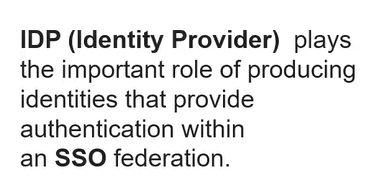 IDP (Identity Provider)  plays
the important role of producing
identities that provide
authentication within
an SSO federation.